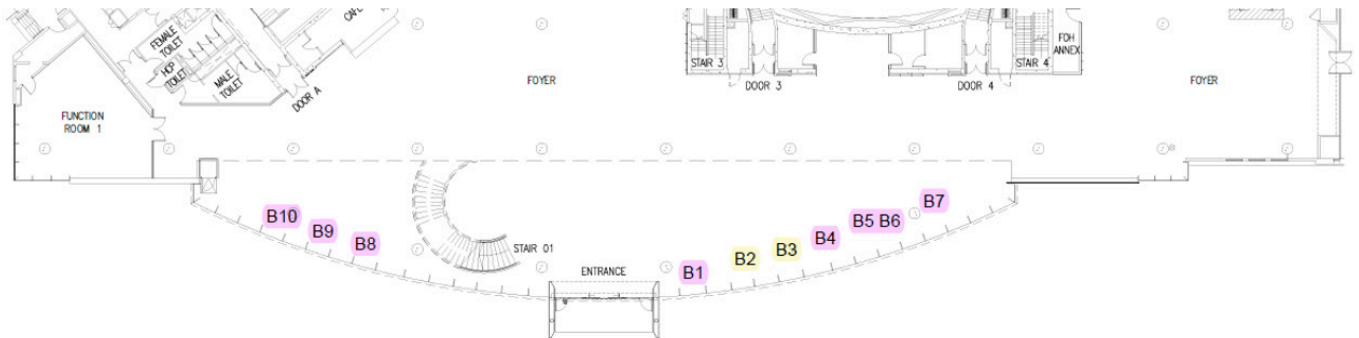 CAFE
FEMALE
TOILET
HDP
TOILET
MALE
TOILET
DOOR A
FUNCTION
ROOM 1
FOYER
STAIR 3
DOOR 3
DOOR 4
STAIR 4
FOH
ANNEX
FOYER
B10
B9
B8
STAIR 01
ENTRANCE
B1
B2
B3
B4
B5 B6
B7